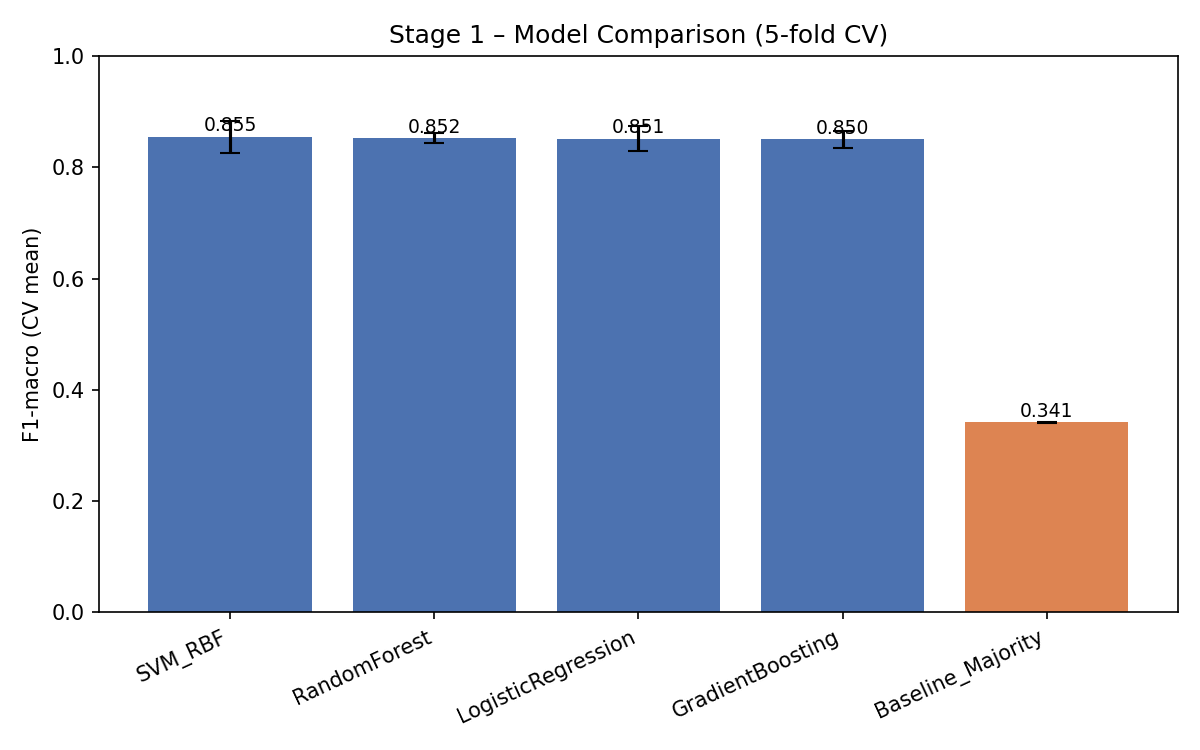 Stage 1 – Model Comparison (5-fold CV)
F1-macro (CV mean)
1.0
0.8
0.6
0.4
0.2
0.0
0.855
0.852
0.851
0.850
0.341
SVM_RBF
RandomForest
LogisticRegression
GradientBoosting
Baseline_Majority